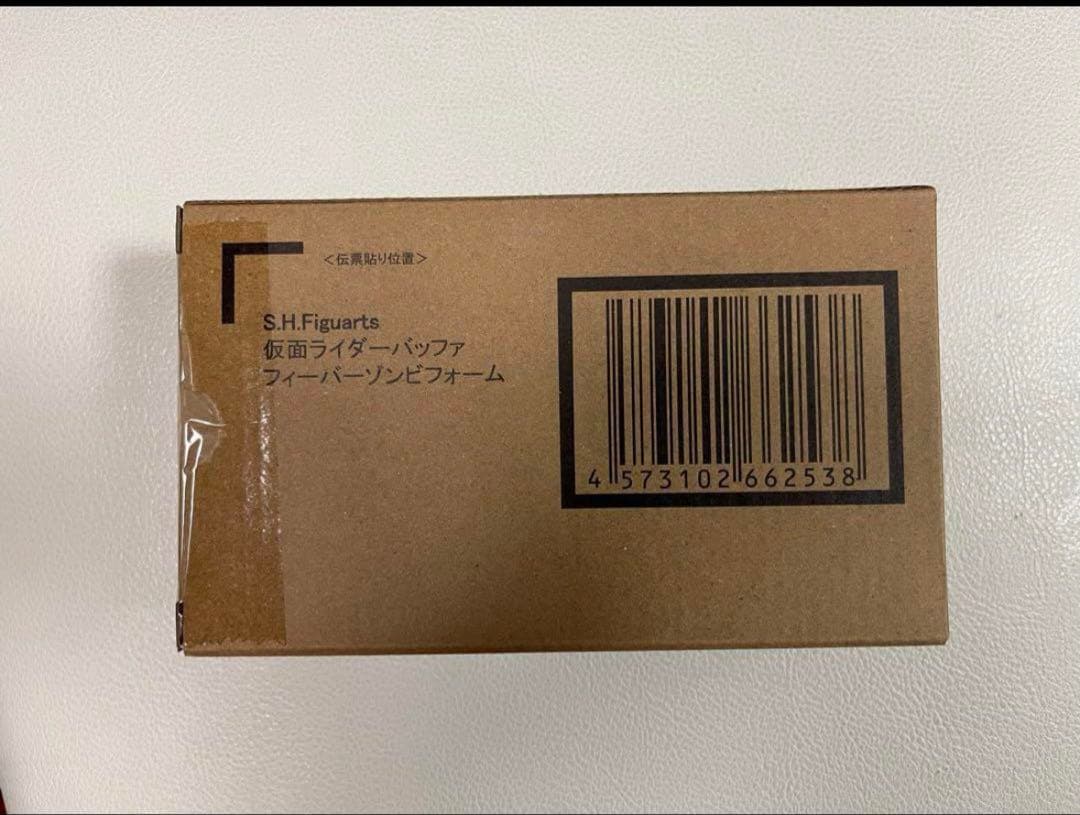 <伝票貼り位置>
S.H.Figuarts
仮面ライダーバッファ
フィーバーゾンビフォーム
4 573102 662538